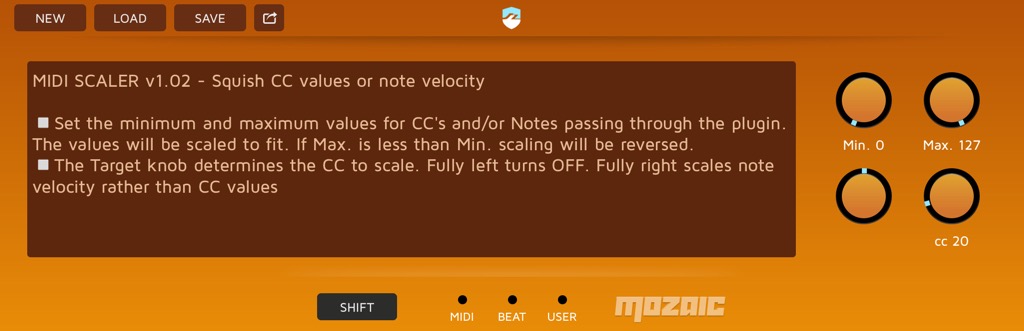 NEW LOAD SAVE
MIDI SCALER v1.02 - Squish CC values or note velocity
Set the minimum and maximum values for CC's and/or Notes passing through the plugin.
The values will be scaled to fit. If Max. is less than Min. scaling will be reversed.
The Target knob determines the CC to scale. Fully left turns OFF. Fully right scales note
velocity rather than CC values
Min. 0 Max. 127
cc 20
SHIFT
MIDI BEAT USER
mozaic